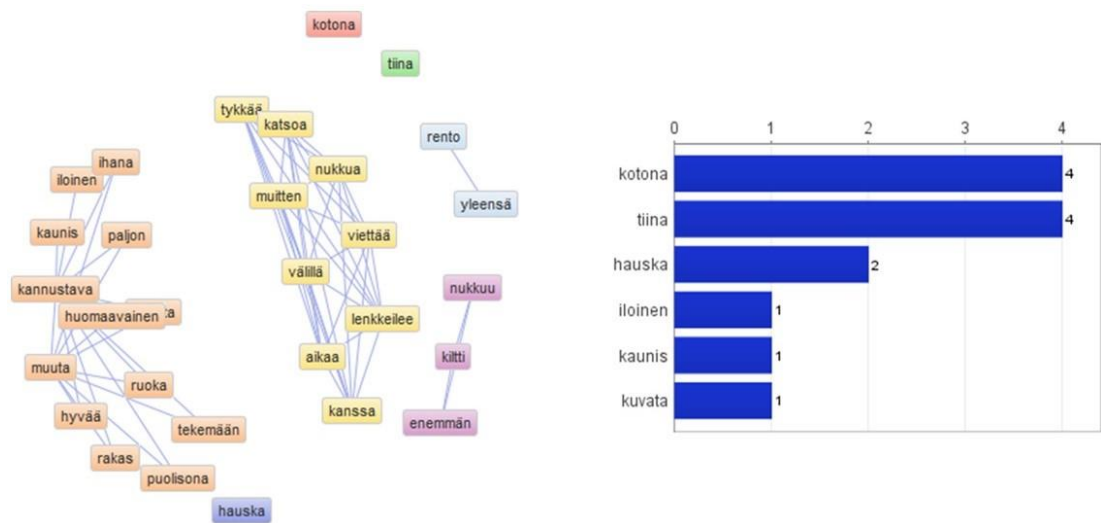 kotona
tiina
tykkää
katsoa
rento
ihana
iloinen
nukkua
muitten
yleensä
kaunis
paljon
viettää
välillä
kannustava
nukkuu
huomaavainen
lenkkeilee
aikaa
kiltti
muuta
ruoka
hyvää
kanssa
enemmän
tekemään
rakas
puolisona
hauska
0 1 2 3 4
kotona 4
tiina 4
hauska 2
iloinen 1
kaunis 1
kuvata 1